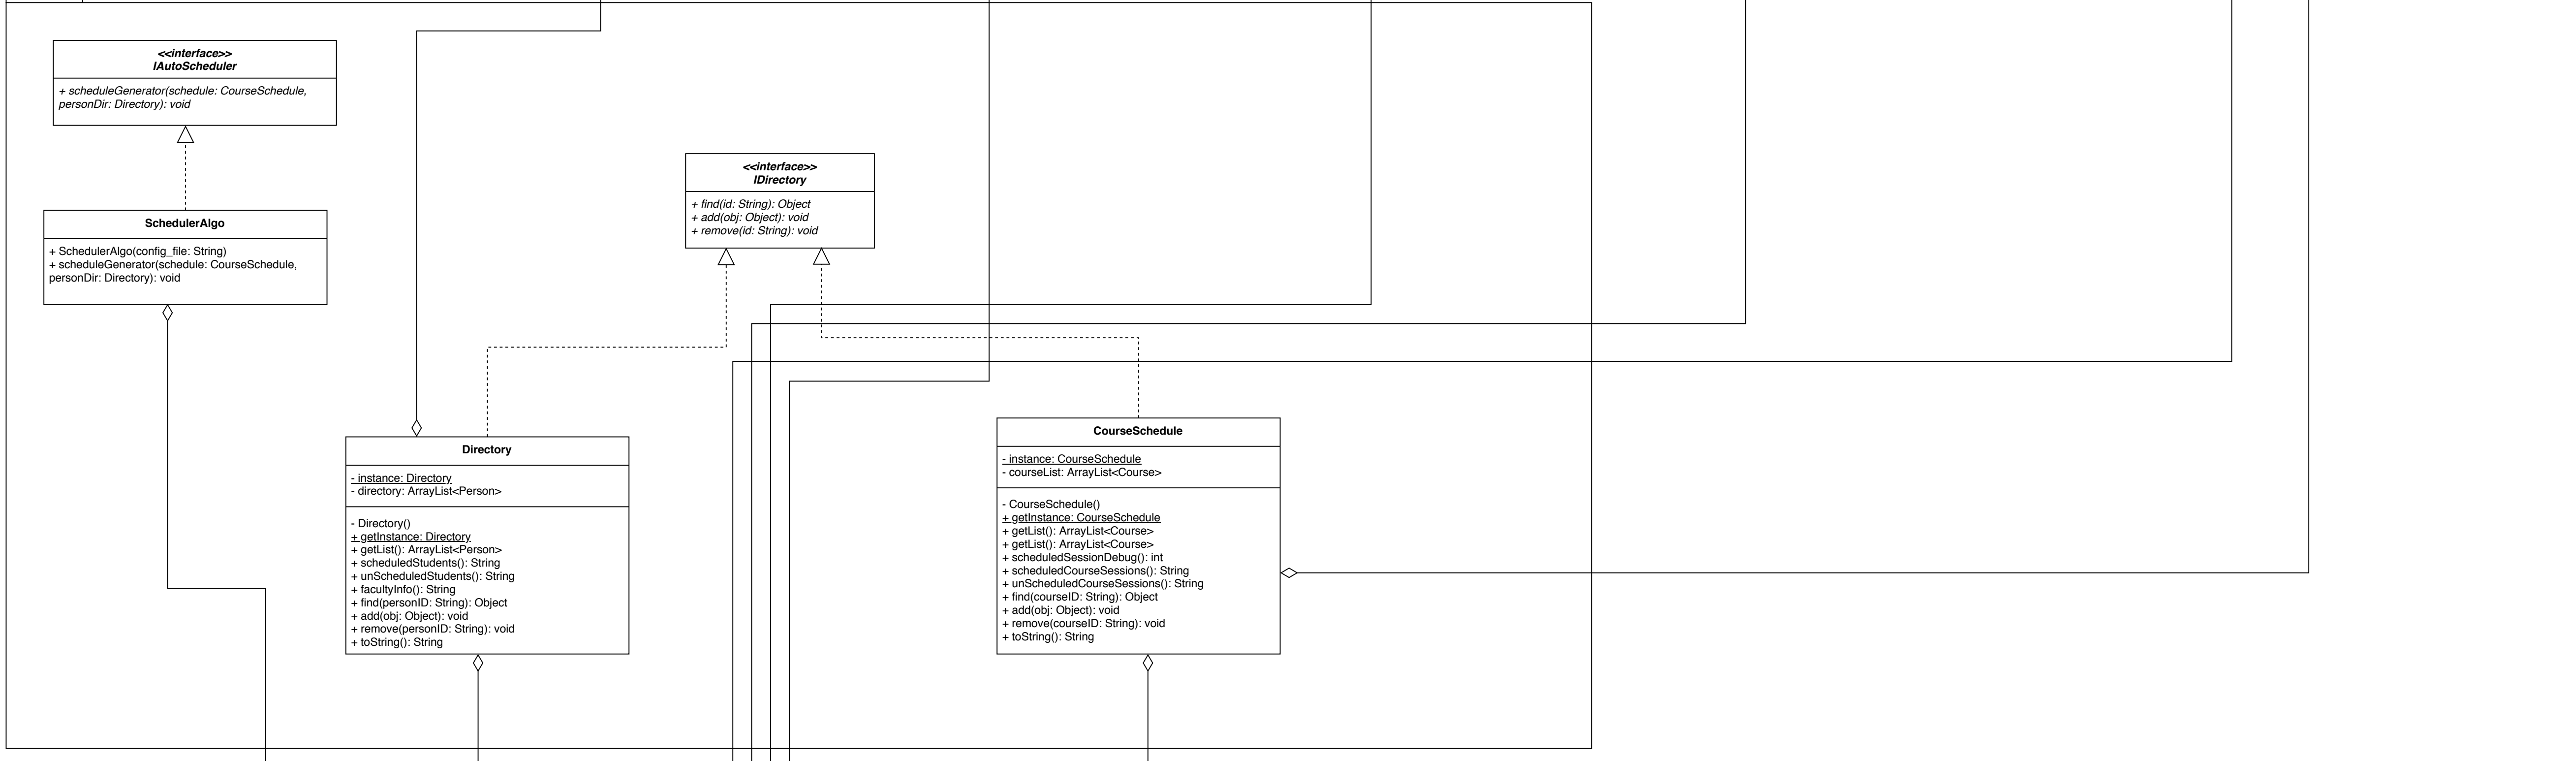 <<interface>>
IAutoScheduler
+ scheduleGenerator(schedule: CourseSchedule,
personDir: Directory): void
<<interface>>
IDirectory
+ find(id: String): Object
+ add(obj: Object): void
+ remove(id: String): void
SchedulerAlgo
+ SchedulerAlgo(config_file: String)
+ scheduleGenerator(schedule: CourseSchedule,
personDir: Directory): void
Directory
- instance: Directory
- directory: ArrayList<Person>
- Directory()
+ getInstance: Directory
+ getList(): ArrayList<Person>
+ scheduledStudents(): String
+ unScheduledStudents(): String
+ facultyInfo(): String
+ find(personID: String): Object
+ add(obj: Object): void
+ remove(personID: String): void
+ toString(): String
CourseSchedule
- instance: CourseSchedule
- courseList: ArrayList<Course>
- CourseSchedule()
+ getInstance: CourseSchedule
+ getList(): ArrayList<Course>
+ getList(): ArrayList<Course>
+ scheduledSessionDebug(): int
+ scheduledCourseSessions(): String
+ unScheduledCourseSessions(): String
+ find(courseID: String): Object
+ add(obj: Object): void
+ remove(courseID: String): void
+ toString(): String